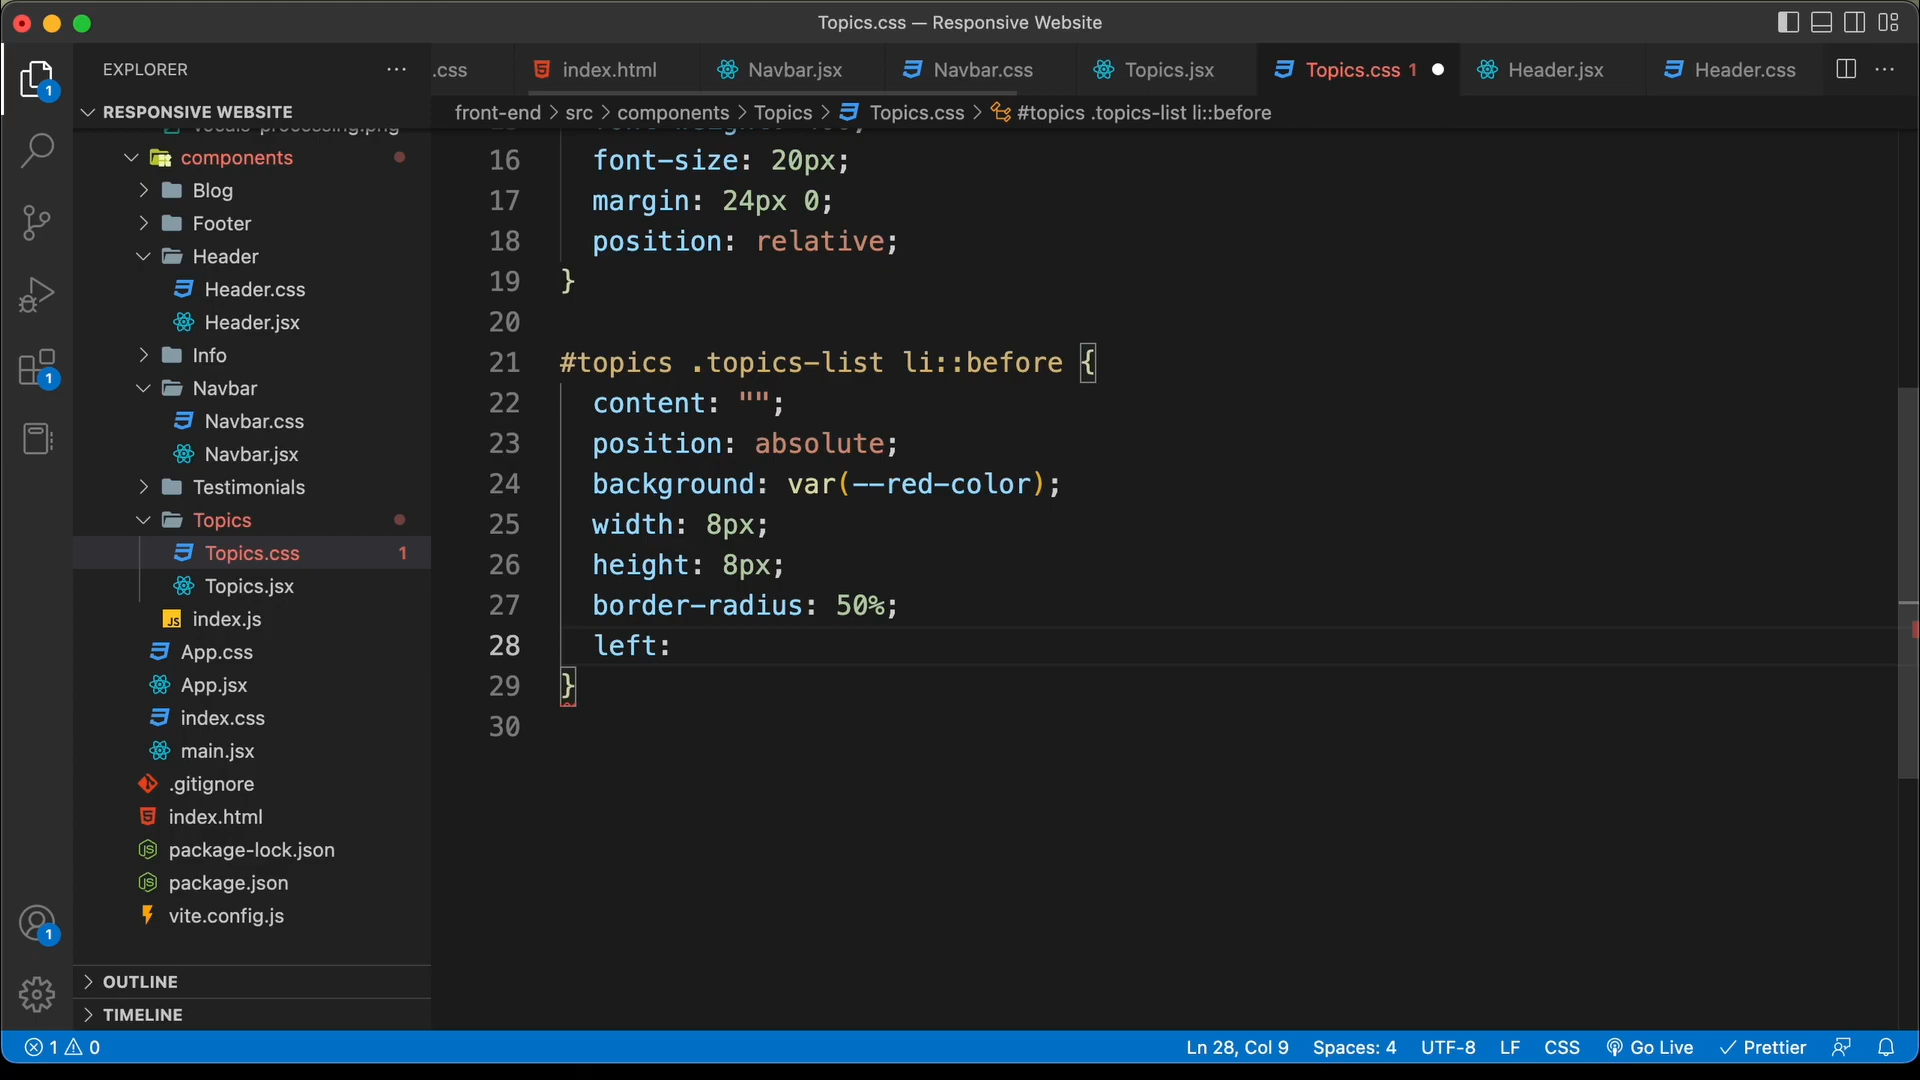 Topics.css — Responsive Website
EXPLORER
.css
index.html
Navbar.jsx
Navbar.css
Topics.jsx
Topics.css 1
Header.jsx
Header.css
RESPONSIVE WEBSITE
front-end > src > components > Topics > Topics.css > #topics .topics-list li::before
vocals-processing.png
components
Blog
Footer
Header
Header.css
Header.jsx
Info
Navbar
Navbar.css
Navbar.jsx
Testimonials
Topics
Topics.css 1
Topics.jsx
index.js
App.css
App.jsx
index.css
main.jsx
.gitignore
index.html
package-lock.json
package.json
vite.config.js
OUTLINE
TIMELINE
16 font-size: 20px;
17 margin: 24px 0;
18 position: relative;
19 }
20
21 #topics .topics-list li::before {
22 content: "";
23 position: absolute;
24 background: var(--red-color);
25 width: 8px;
26 height: 8px;
27 border-radius: 50%;
28 left:
29 }
30
1
1
1
1 0
Ln 28, Col 9
Spaces: 4
UTF-8
LF
CSS
Go Live
Prettier